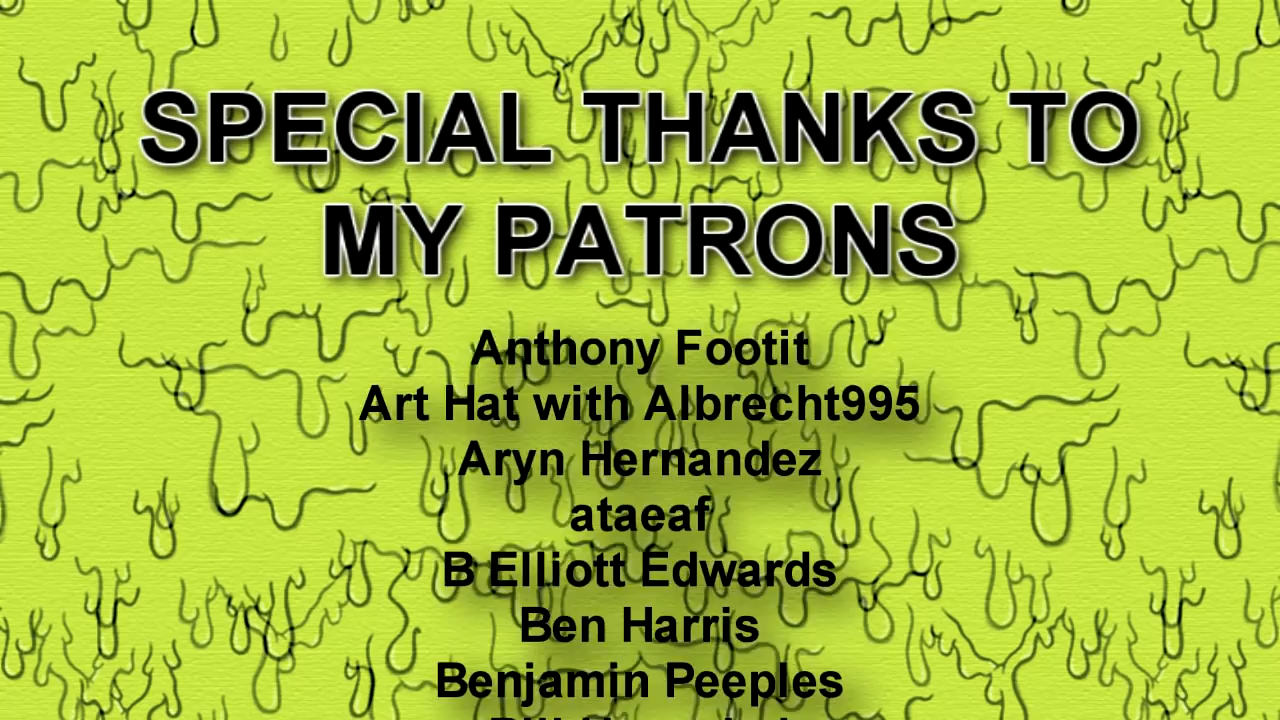 SPECIAL THANKS TO
MY PATRONS
Anthony Footit
Art Hat with Albrecht995
Aryn Hernandez
ataeaf
B Elliott Edwards
Ben Harris
Benjamin Peeples